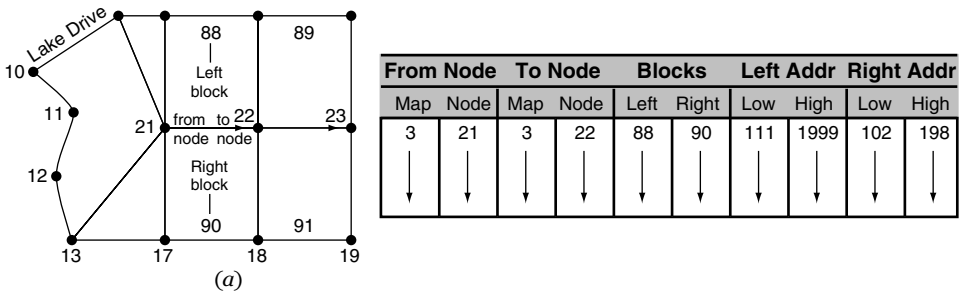 Lake Drive
88
89
Left
block
10
11
21
from to
22
23
node node
12
Right
block
90
91
13
17
18
19
(a)
From Node To Node Blocks Left Addr Right Addr
Map Node Map Node Left Right Low High Low High
3 21 3 22 88 90 111 1999 102 198